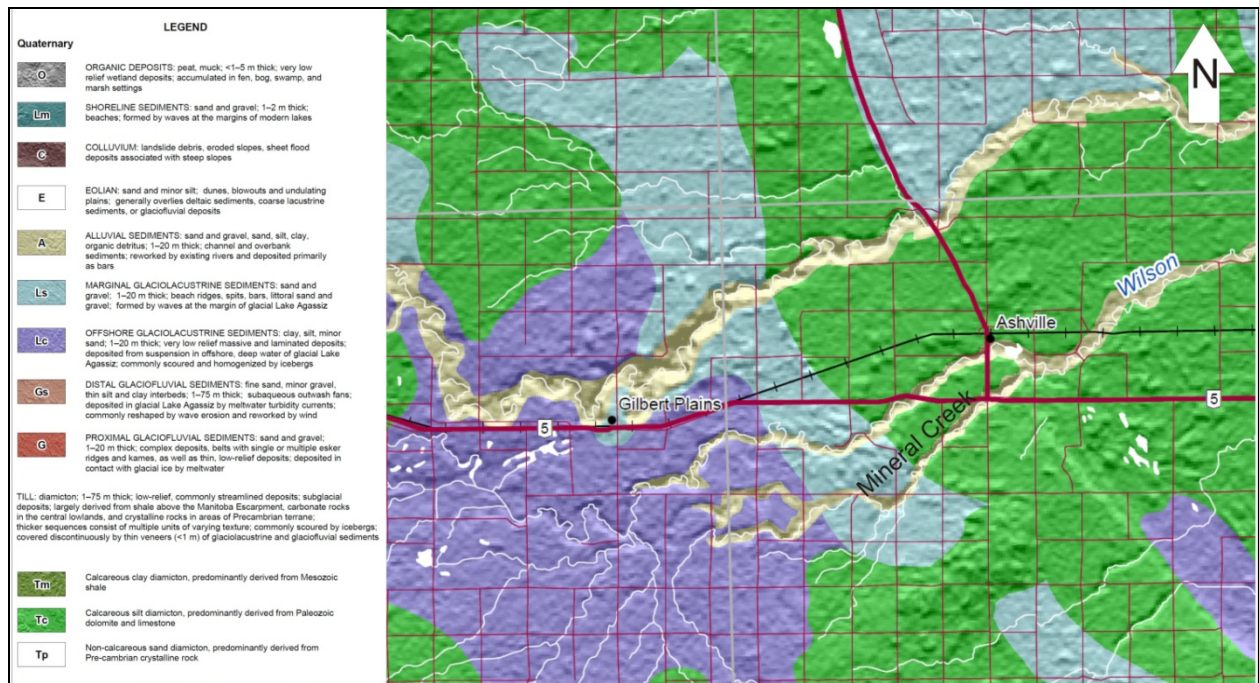 LEGEND
Quaternary
O
ORGANIC DEPOSITS: peat, muck; <1–5 m thick; very low
relief wetland deposits; accumulated in fen, bog, swamp, and
marsh settings
Lm
SHORELINE SEDIMENTS: sand and gravel; 1–2 m thick;
beaches; formed by waves at the margins of modern lakes
C
COLLUVIUM: landslide debris, eroded slopes, sheet flood
deposits associated with steep slopes
E
EOLIAN: sand and minor silt; dunes, blowouts and undulating
plains; generally overlies deltaic sediments, coarse lacustrine
sediments, or glaciofluvial deposits
A
ALLUVIAL SEDIMENTS: sand and gravel, sand, silt, clay,
organic detritus; 1–20 m thick; channel and overbank
sediments; reworked by existing rivers and deposited primarily
as bars
Ls
MARGINAL GLACIOLACUSTRINE SEDIMENTS: sand and
gravel; 1–20 m thick; beach ridges, spits, bars, littoral sand and
gravel; formed by waves at the margin of glacial Lake Agassiz
Lc
OFFSHORE GLACIOLACUSTRINE SEDIMENTS: clay, silt, minor
sand; 1–20 m thick; very low relief massive and laminated deposits;
deposited from suspension in offshore, deep water of glacial Lake
Agassiz; commonly scoured and homogenized by icebergs
Gs
DISTAL GLACIOFLUVIAL SEDIMENTS: fine sand, minor gravel,
thin silt and clay interbeds; 1–75 m thick; subaqueous outwash fans;
deposited in glacial Lake Agassiz by meltwater turbidity currents;
commonly reshaped by wave erosion and reworked by wind
G
PROXIMAL GLACIOFLUVIAL SEDIMENTS: sand and gravel;
1–20 m thick; complex deposits, belts with single or multiple esker
ridges and kames, as well as thin, low-relief deposits; deposited in
contact with glacial ice by meltwater
TILL: diamicton; 1–75 m thick; low-relief, commonly streamlined deposits; subglacial
deposits; largely derived from shale above the Manitoba Escarpment, carbonate rocks
in the central lowlands, and crystalline rocks in areas of Precambrian terrane;
thicker sequences consist of multiple units of varying texture; commonly scoured by icebergs;
covered discontinuously by thin veneers (<1 m) of glaciolacustrine and glaciofluvial sediments
Tm
Calcareous clay diamicton, predominantly derived from Mesozoic
shale
Tc
Calcareous silt diamicton, predominantly derived from Paleozoic
dolomite and limestone
Tp
Non-calcareous sand diamicton, predominantly derived from
Pre-cambrian crystalline rock
N
Wilson
Ashville
Gilbert Plains
5
5
Mineral Creek